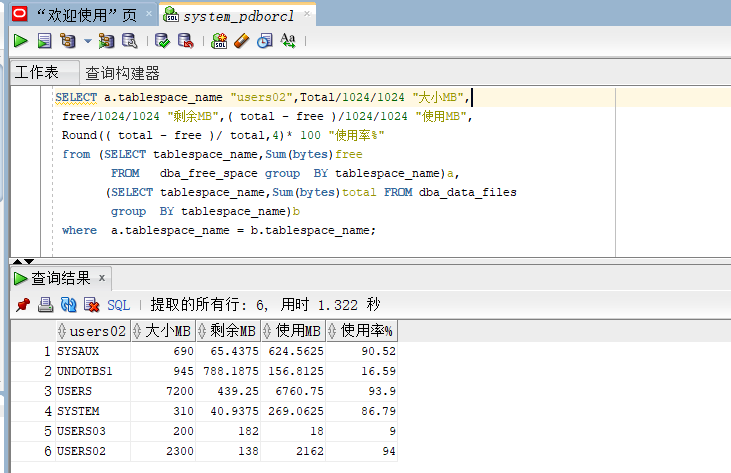 “欢迎使用”页 system_pdborcl
SQL SQL Aa
工作表 查询构建器
SELECT a.tablespace_name "users02",Total/1024/1024 "大小MB",
free/1024/1024 "剩余MB",( total - free )/1024/1024 "使用MB",
Round(( total - free )/ total,4)* 100 "使用率%"
from (SELECT tablespace_name,Sum(bytes)free
FROM dba_free_space group BY tablespace_name)a,
(SELECT tablespace_name,Sum(bytes)total FROM dba_data_files
group BY tablespace_name)b
where a.tablespace_name = b.tablespace_name;
查询结果 x
SQL | 提取的所有行: 6, 用时 1.322 秒
users02 大小MB 剩余MB 使用MB 使用率%
1 SYSAUX 690 65.4375 624.5625 90.52
2 UNDOTBS1 945 788.1875 156.8125 16.59
3 USERS 7200 439.25 6760.75 93.9
4 SYSTEM 310 40.9375 269.0625 86.79
5 USERS03 200 182 18 9
6 USERS02 2300 138 2162 94